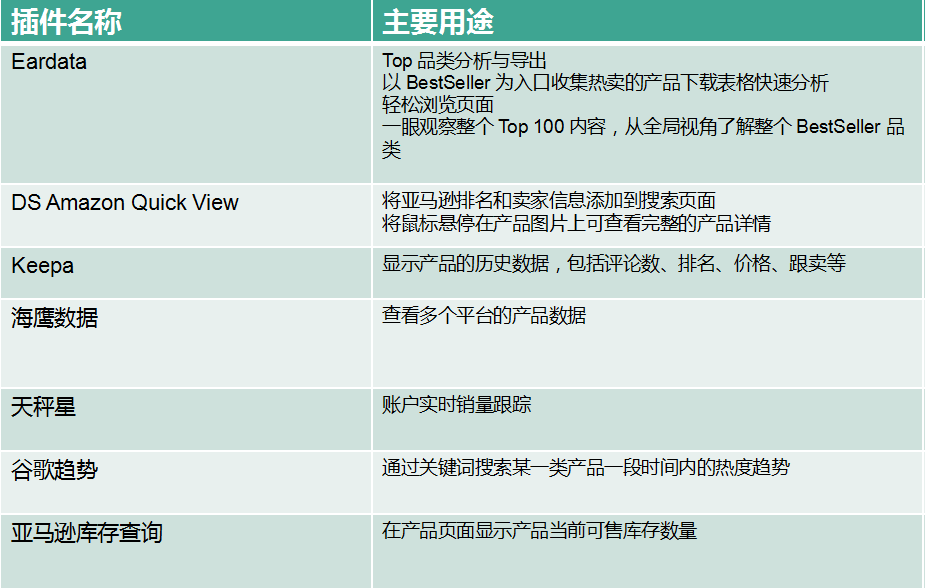 插件名称
主要用途
Eardata
Top 品类分析与导出
以 BestSeller 为入口收集热卖的产品下载表格快速分析
轻松浏览页面
一眼观察整个 Top 100 内容，从全局视角了解整个 BestSeller 品
类
DS Amazon Quick View
将亚马逊排名和卖家信息添加到搜索页面
将鼠标悬停在产品图片上可查看完整的产品详情
Keepa
显示产品的历史数据，包括评论数、排名、价格、跟卖等
海鹰数据
查看多个平台的产品数据
天秤星
账户实时销量跟踪
谷歌趋势
通过关键词搜索某一类产品一段时间内的热度趋势
亚马逊库存查询
在产品页面显示产品当前可售库存数量